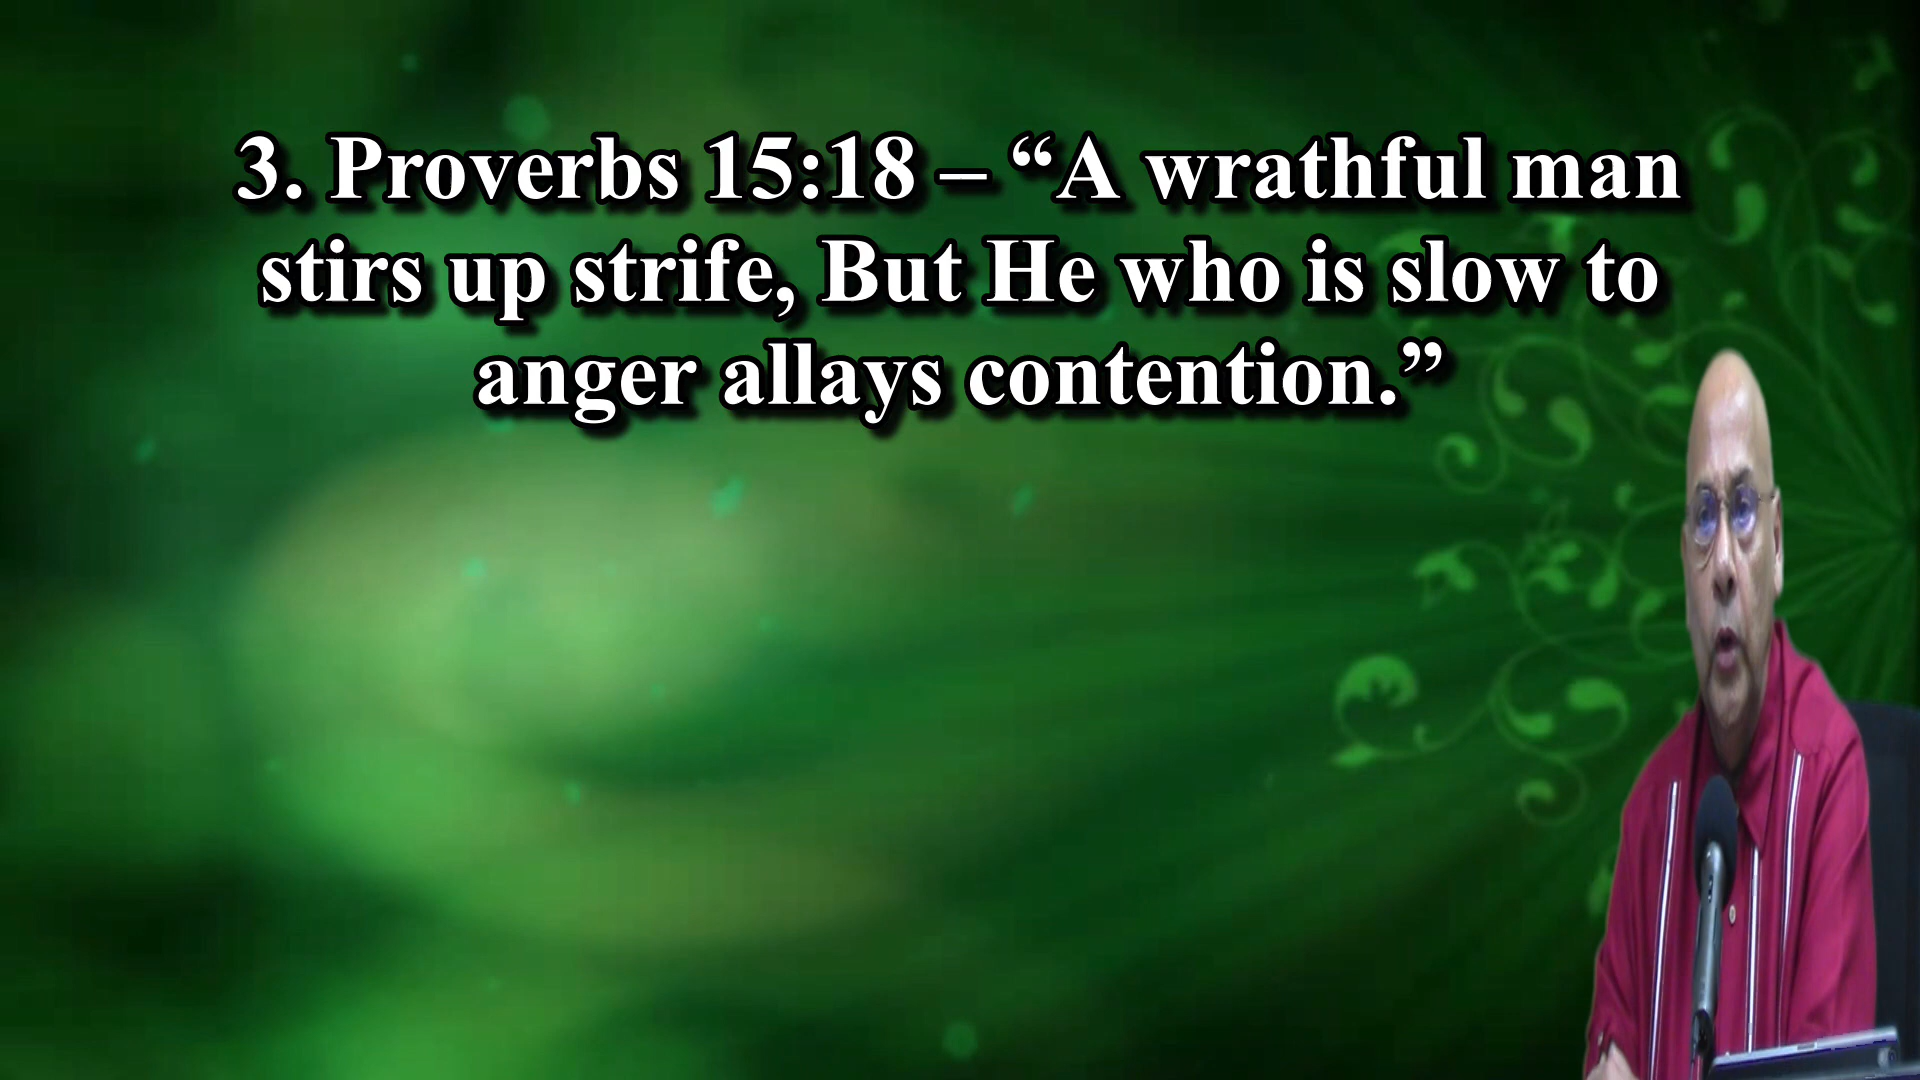 3. Proverbs 15:18 – “A wrathful man
stirs up strife, But He who is slow to
anger allays contention.”